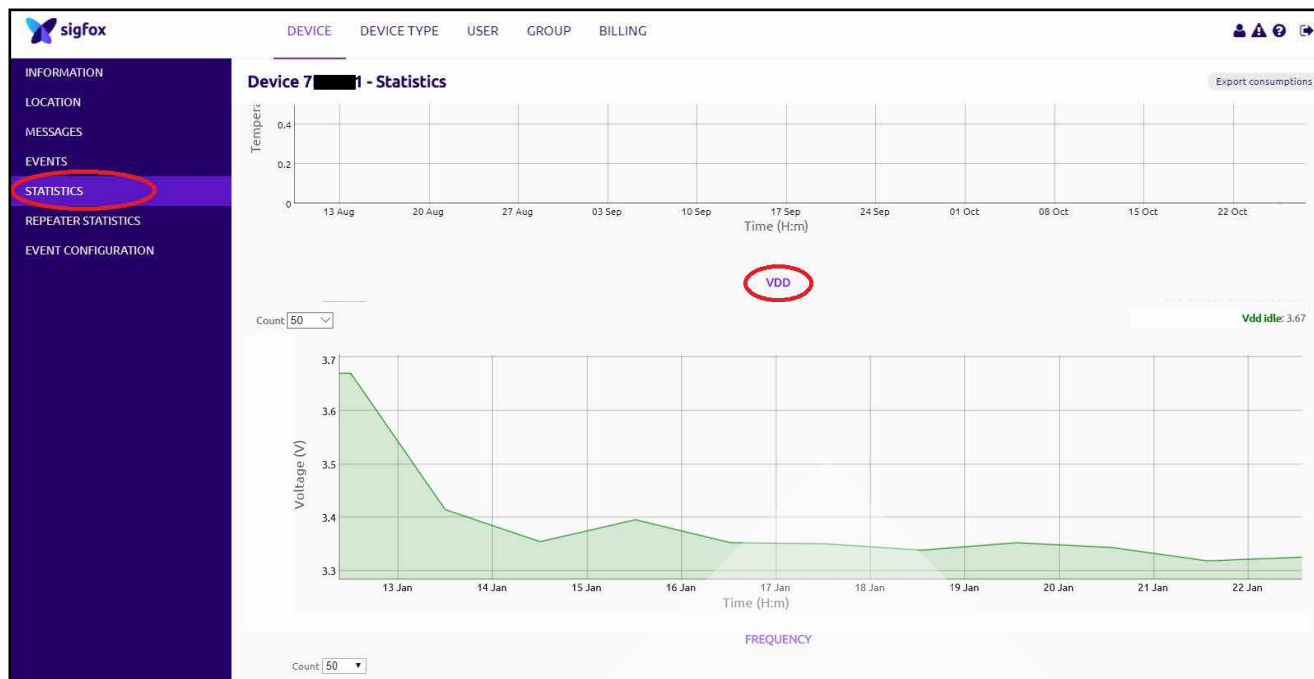 sigfox
DEVICE DEVICE TYPE USER GROUP BILLING
INFORMATION
LOCATION
MESSAGES
EVENTS
STATISTICS
REPEATER STATISTICS
EVENT CONFIGURATION
Device 7 1 - Statistics
Export consumptions
0.4
0.2
0
13 Aug 20 Aug 27 Aug 03 Sep 10 Sep 17 Sep 24 Sep 01 Oct 08 Oct 15 Oct 22 Oct
Time (H:m)
VDD
Count 50
Vdd idle: 3.67
Voltage (V)
3.7
3.6
3.5
3.4
3.3
13 Jan 14 Jan 15 Jan 16 Jan 17 Jan 18 Jan 19 Jan 20 Jan 21 Jan 22 Jan
Time (H:m)
FREQUENCY
Count 50